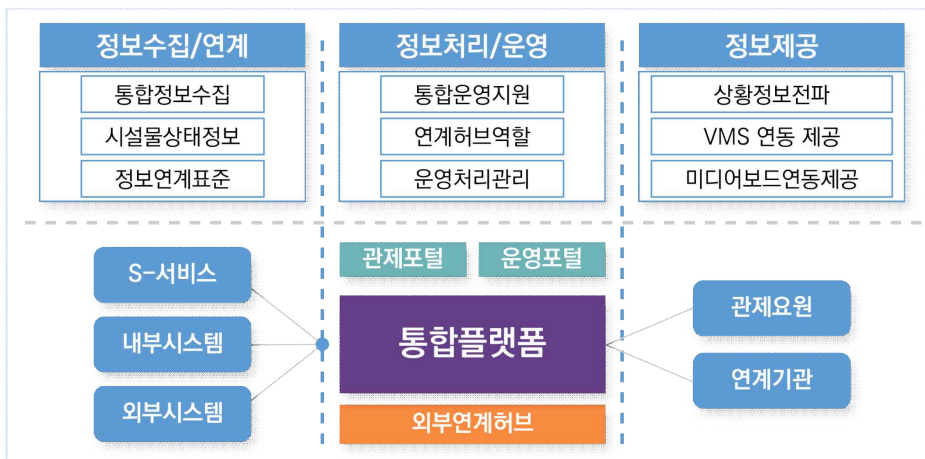 정보수집/연계
통합정보수집
시설물상태정보
정보연계표준
정보처리/운영
통합운영지원
연계허브역할
운영처리관리
정보제공
상황정보전파
VMS 연동 제공
미디어보드연동제공
S-서비스
내부시스템
외부시스템
관제포털
운영포털
통합플랫폼
외부연계허브
관제요원
연계기관